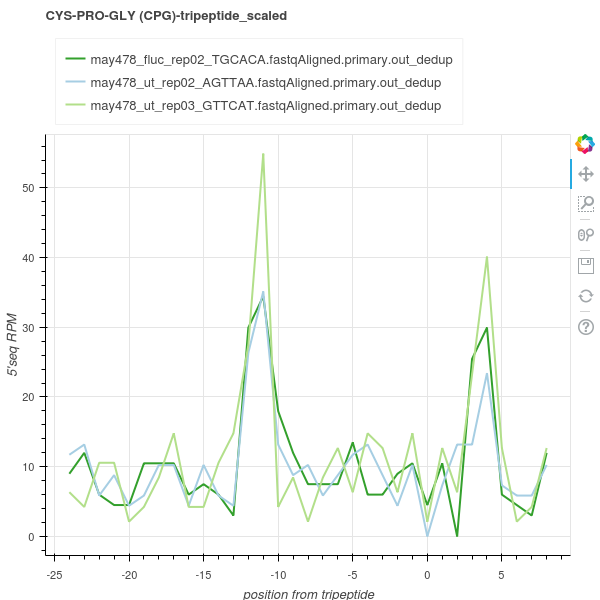 CYS-PRO-GLY (CPG)-tripeptide_scaled
may478_fluc_rep02_TGCACA.fastqAligned.primary.out_dedup
may478_ut_rep02_AGTTAA.fastqAligned.primary.out_dedup
may478_ut_rep03_GTTCAT.fastqAligned.primary.out_dedup
50
40
30
20
10
0
5'seq RPM
-25 -20 -15 -10 -5 0 5
position from tripeptide